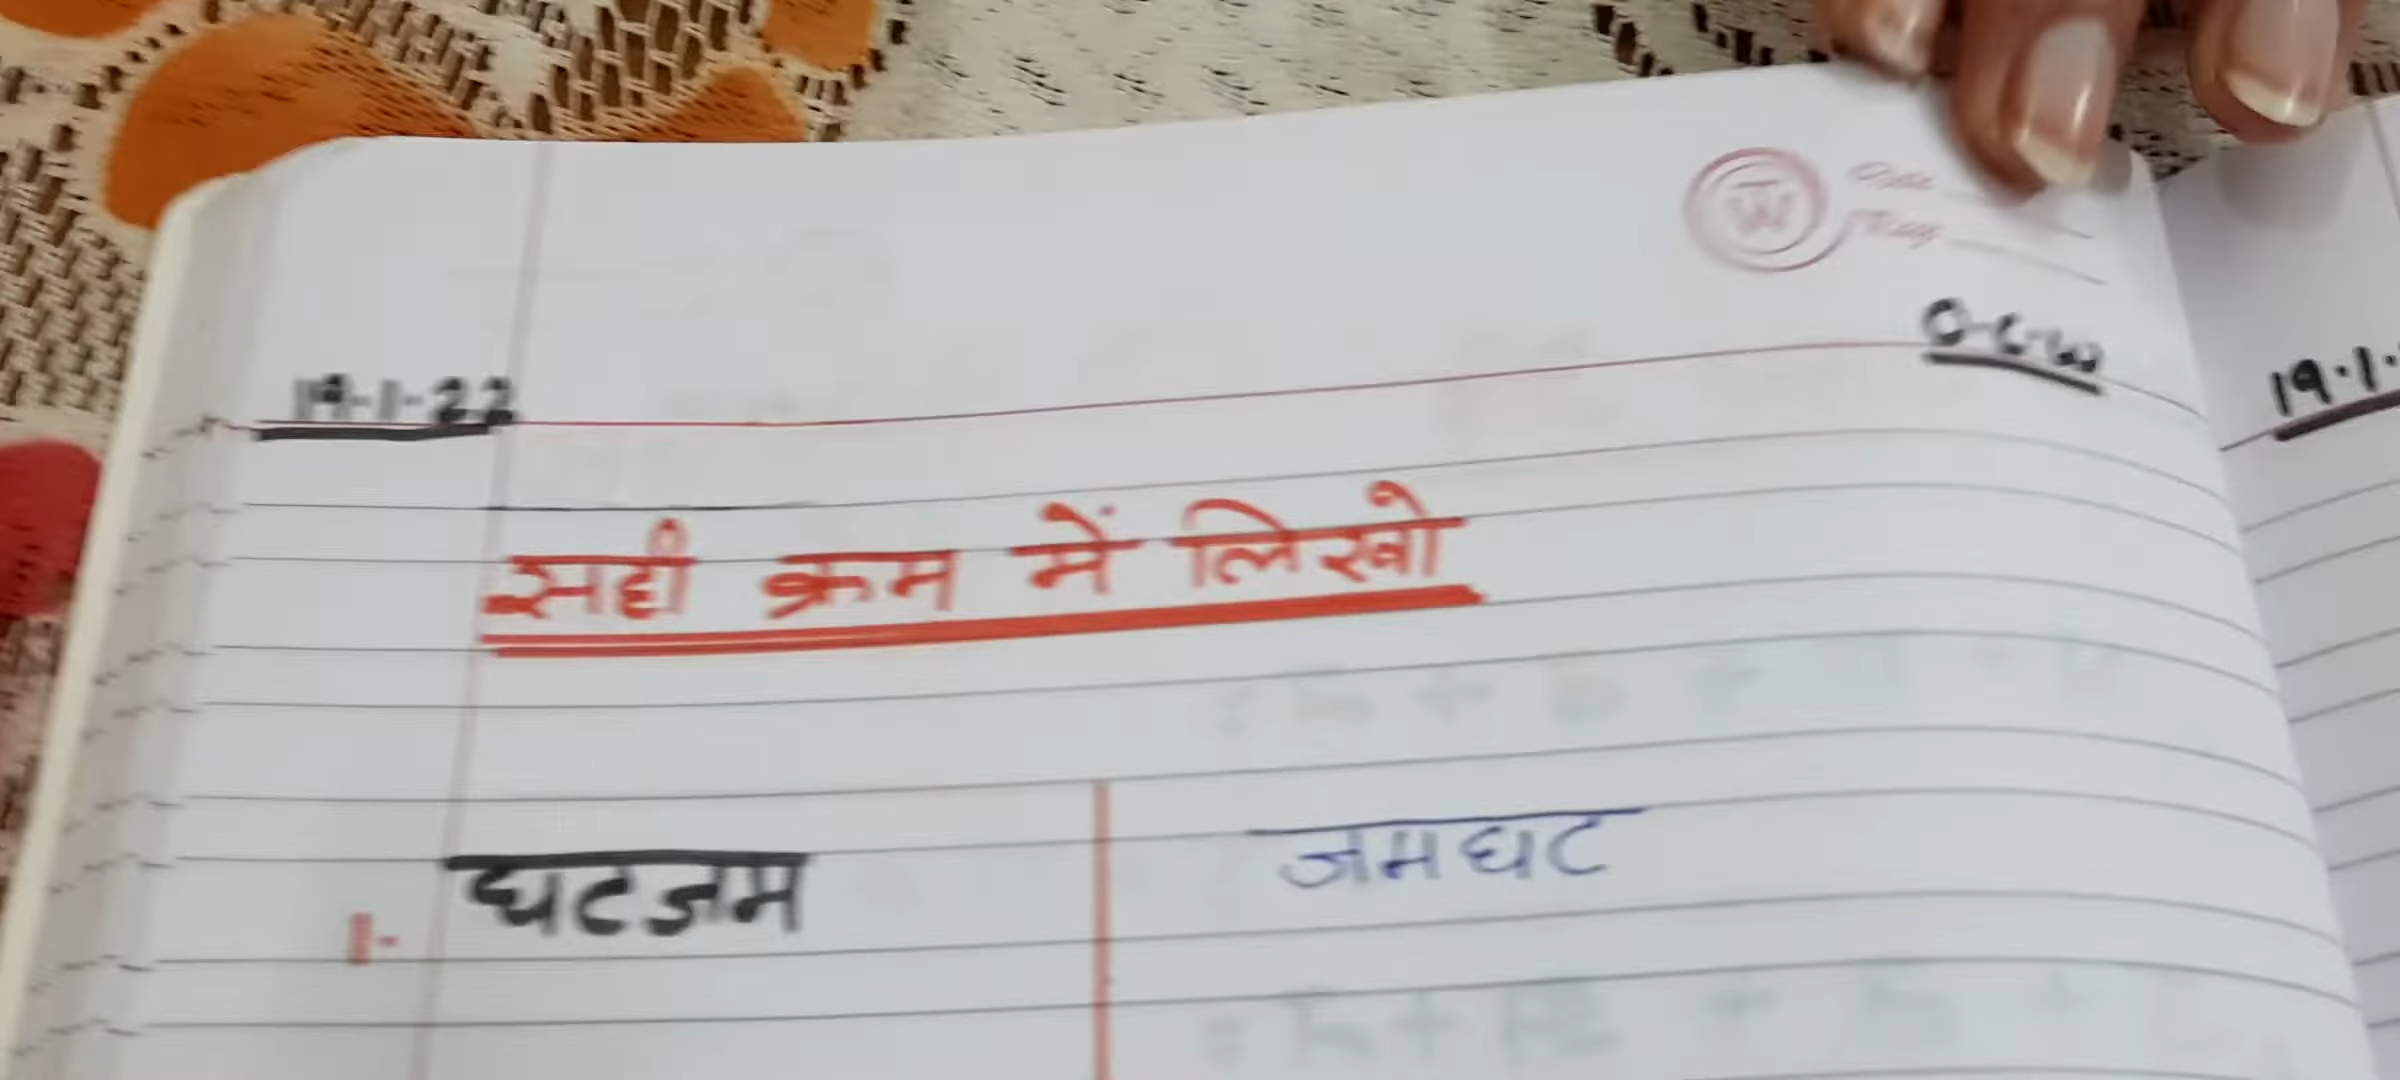 19-1-22
O.C.W
19.1.
सही क्रम में लिखो
1- घटजम
जमघट